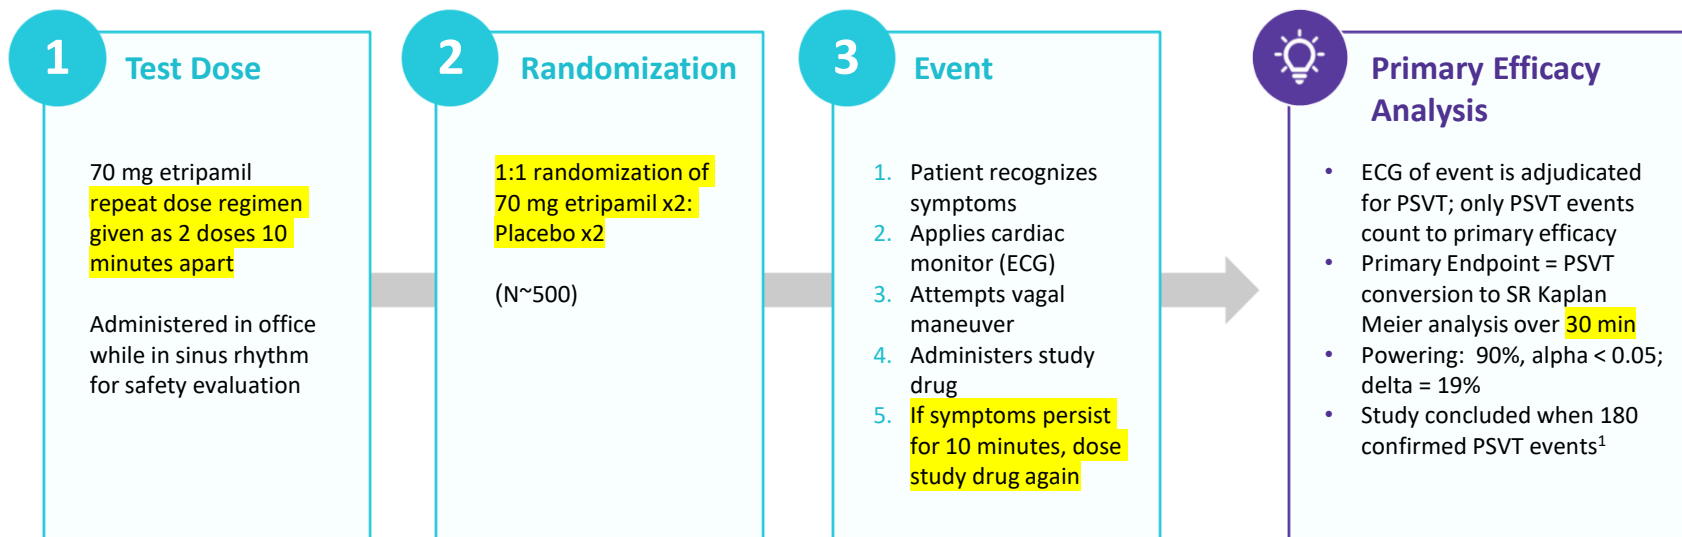 1
Test Dose
70 mg etripamil
repeat dose regimen
given as 2 doses 10
minutes apart
Administered in office
while in sinus rhythm
for safety evaluation
2
Randomization
1:1 randomization of
70 mg etripamil x2:
Placebo x2
(N~500)
3
Event
1. Patient recognizes
symptoms
2. Applies cardiac
monitor (ECG)
3. Attempts vagal
maneuver
4. Administers study
drug
5. If symptoms persist
for 10 minutes, dose
study drug again
Primary Efficacy
Analysis
• ECG of event is adjudicated
for PSVT; only PSVT events
count to primary efficacy
• Primary Endpoint = PSVT
conversion to SR Kaplan
Meier analysis over 30 min
• Powering: 90%, alpha < 0.05;
delta = 19%
• Study concluded when 180
confirmed PSVT events¹